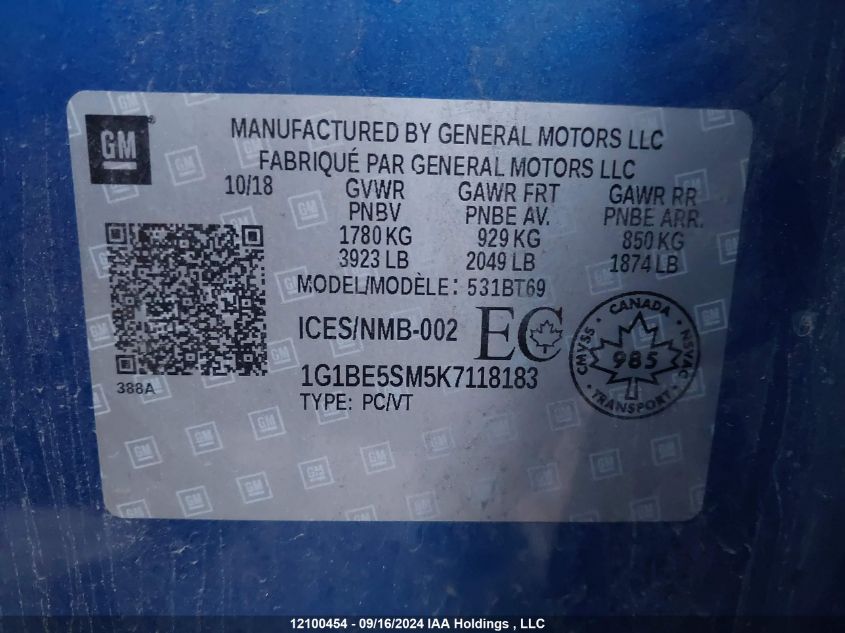 GM
MANUFACTURED BY GENERAL MOTORS LLC
FABRIQUÉ PAR GENERAL MOTORS LLC
10/18 GVWR GAWR FRT GAWR RR
PNBV PNBE AV. PNBE ARR.
1780 KG 929 KG 850 KG
3923 LB 2049 LB 1874 LB
MODEL/MODÈLE: 531BT69
ICES/NMB-002 EC
CANADA
CMVSS 985 NSVAC
TRANSPORT
388A
1G1BE5SM5K7118183
TYPE: PC/VT
12100454 - 09/16/2024 IAA Holdings , LLC